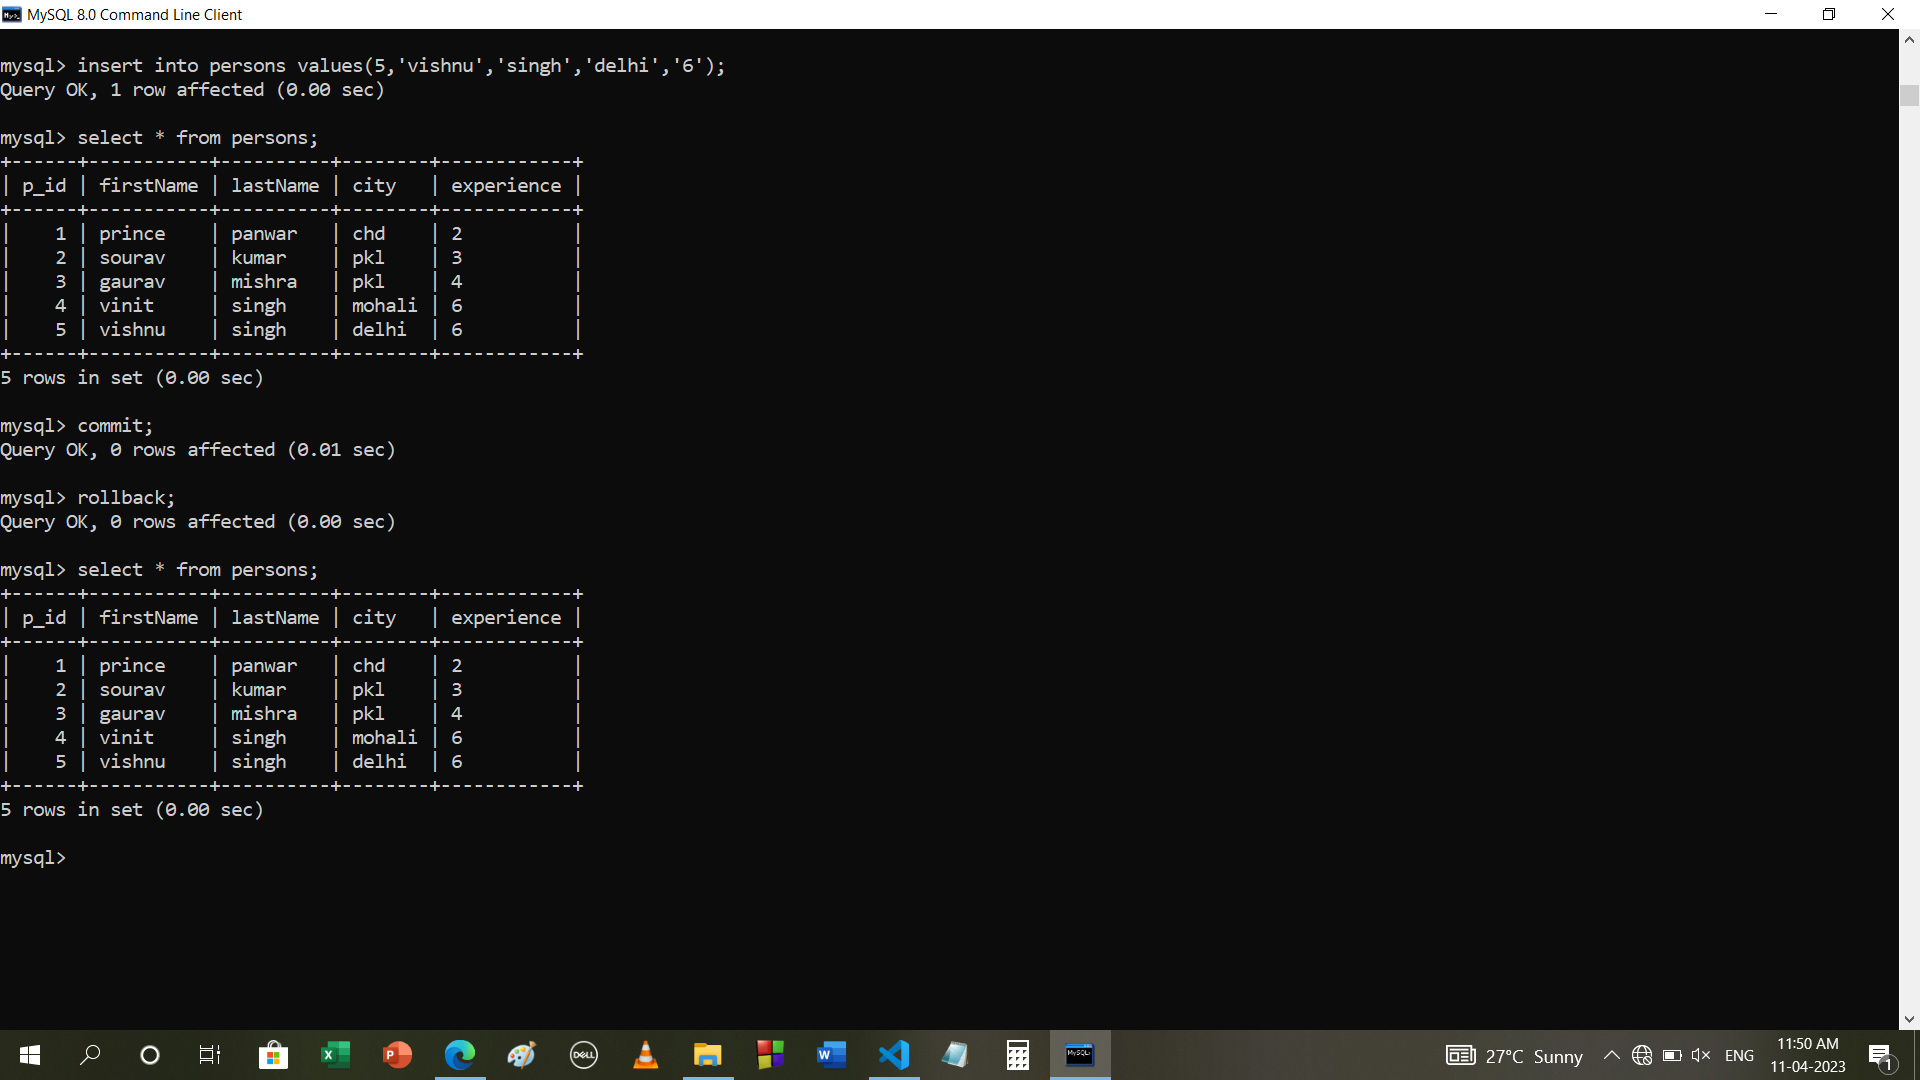 MySQL 8.0 Command Line Client
mysql> insert into persons values(5,'vishnu','singh','delhi','6');
Query OK, 1 row affected (0.00 sec)
mysql> select * from persons;
+------+-----------+----------+--------+------------+
| p_id | firstName | lastName | city   | experience |
+------+-----------+----------+--------+------------+
|    1 | prince    | panwar   | chd    | 2          |
|    2 | sourav    | kumar    | pkl    | 3          |
|    3 | gaurav    | mishra   | pkl    | 4          |
|    4 | vinit     | singh    | mohali | 6          |
|    5 | vishnu    | singh    | delhi  | 6          |
+------+-----------+----------+--------+------------+
5 rows in set (0.00 sec)
mysql> commit;
Query OK, 0 rows affected (0.01 sec)
mysql> rollback;
Query OK, 0 rows affected (0.00 sec)
mysql> select * from persons;
+------+-----------+----------+--------+------------+
| p_id | firstName | lastName | city   | experience |
+------+-----------+----------+--------+------------+
|    1 | prince    | panwar   | chd    | 2          |
|    2 | sourav    | kumar    | pkl    | 3          |
|    3 | gaurav    | mishra   | pkl    | 4          |
|    4 | vinit     | singh    | mohali | 6          |
|    5 | vishnu    | singh    | delhi  | 6          |
+------+-----------+----------+--------+------------+
5 rows in set (0.00 sec)
mysql>
DELL
27°C Sunny
ENG
11:50 AM
11-04-2023
1